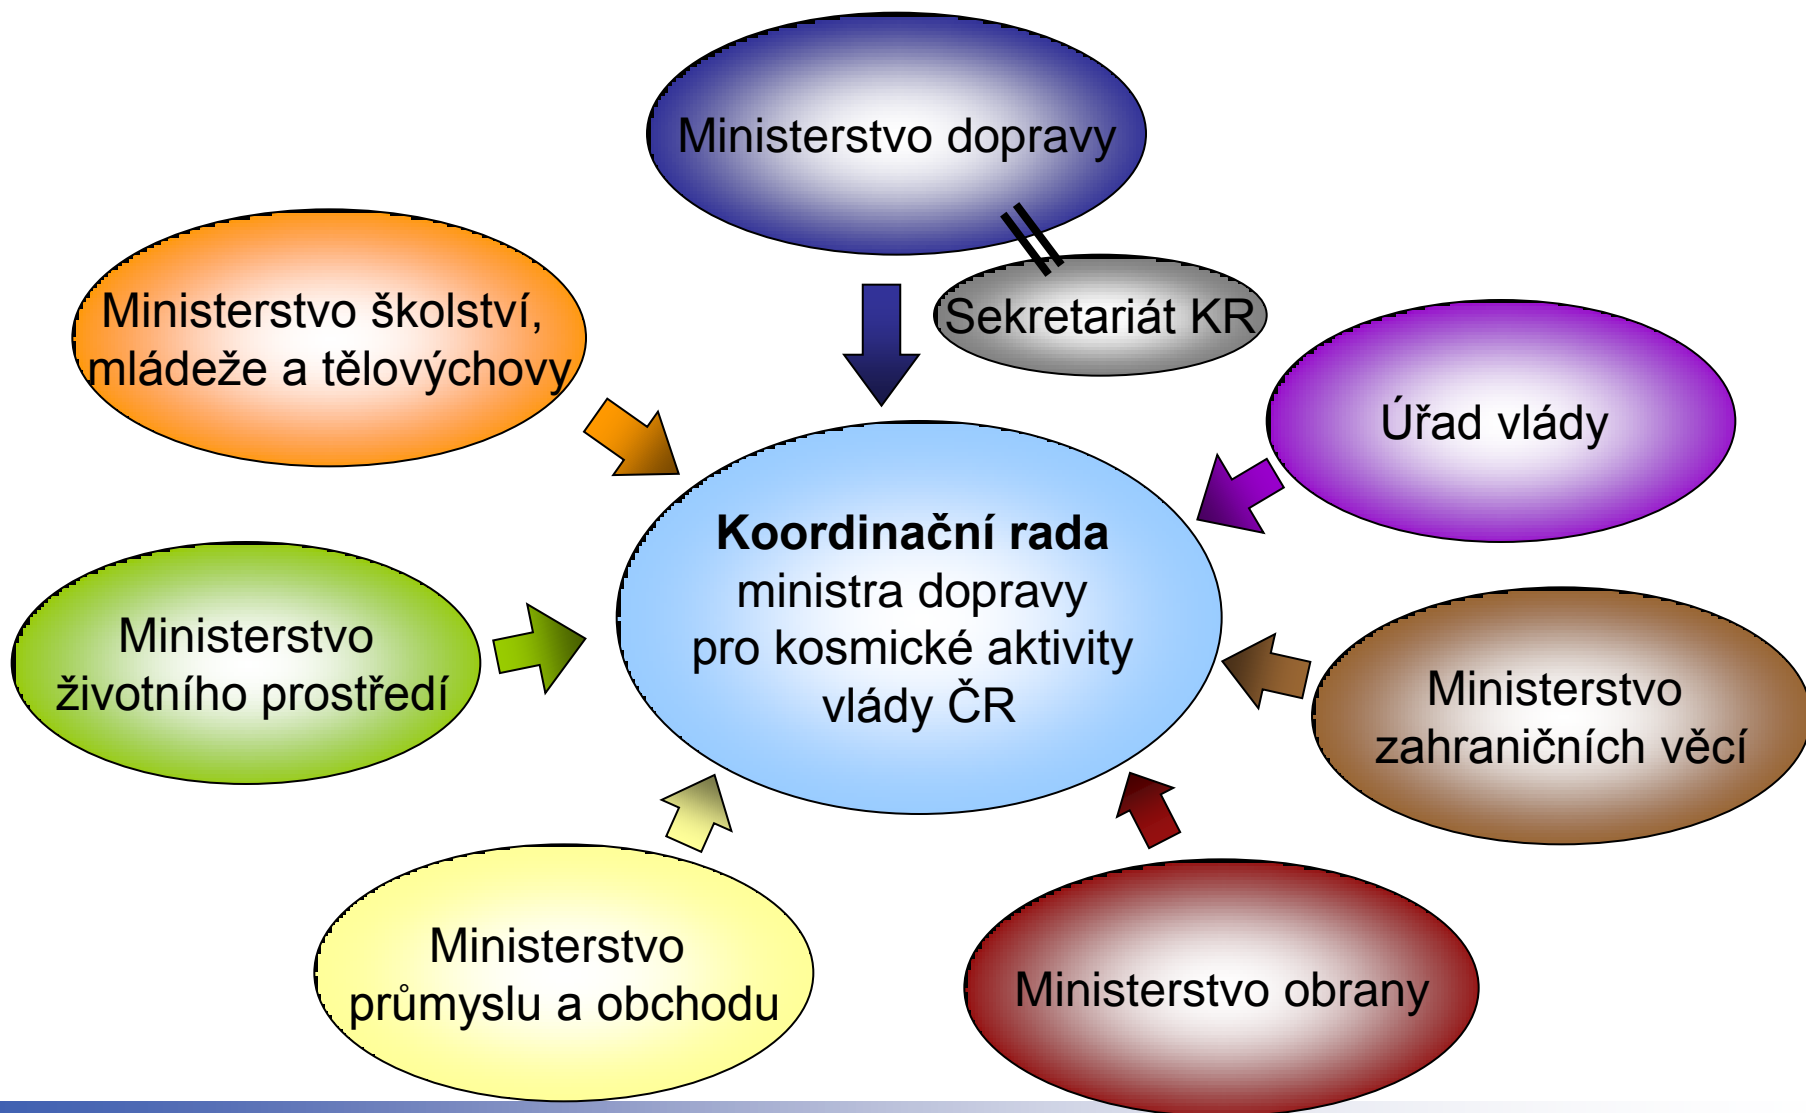 Ministerstvo dopravy
Sekretariát KR
Ministerstvo školství,
mládeže a tělovýchovy
Úřad vlády
Koordinační rada
ministra dopravy
pro kosmické aktivity
vlády ČR
Ministerstvo
životního prostředí
Ministerstvo
zahraničních věcí
Ministerstvo
průmyslu a obchodu
Ministerstvo obrany